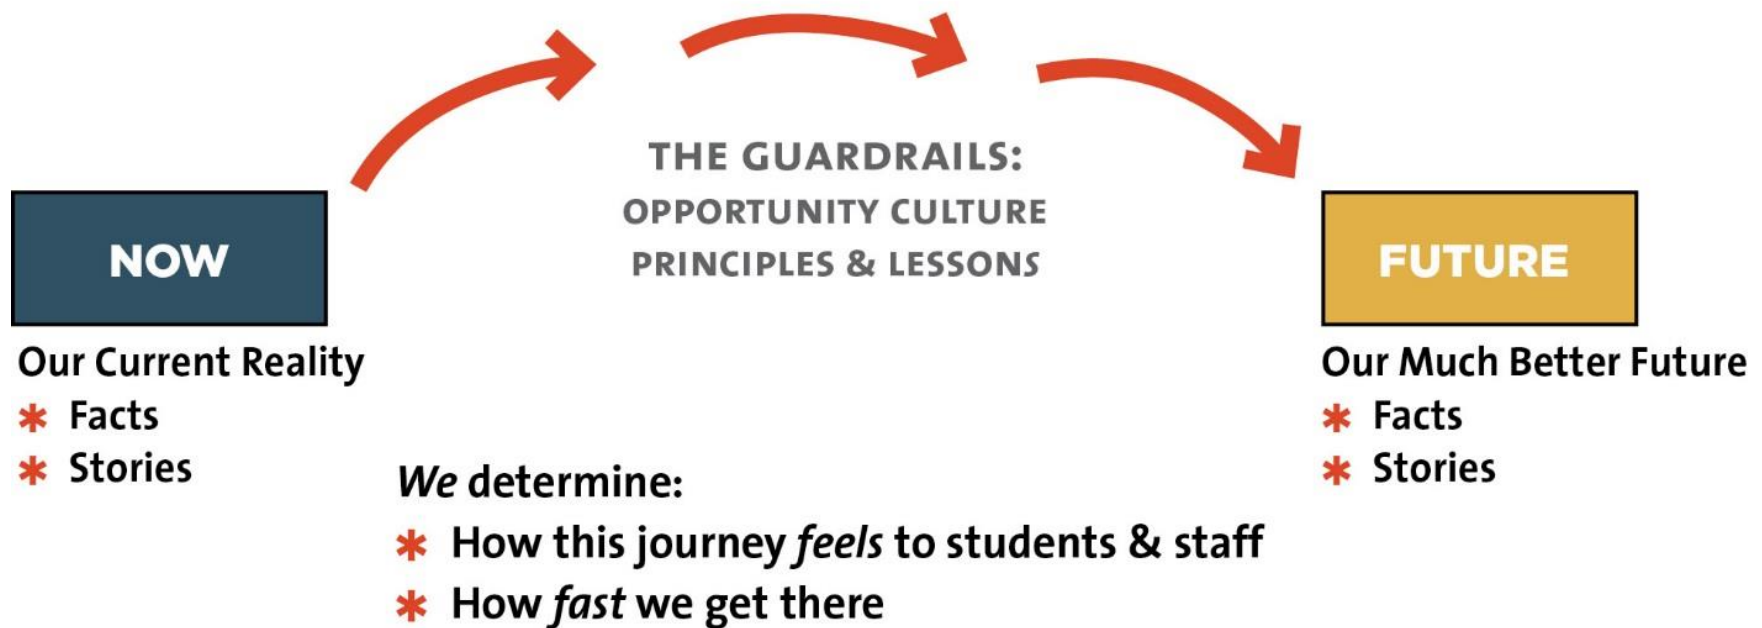 THE GUARDRAILS:
OPPORTUNITY CULTURE
PRINCIPLES & LESSONS
NOW
Our Current Reality
* Facts
* Stories
We determine:
* How this journey feels to students & staff
* How fast we get there
FUTURE
Our Much Better Future
* Facts
* Stories